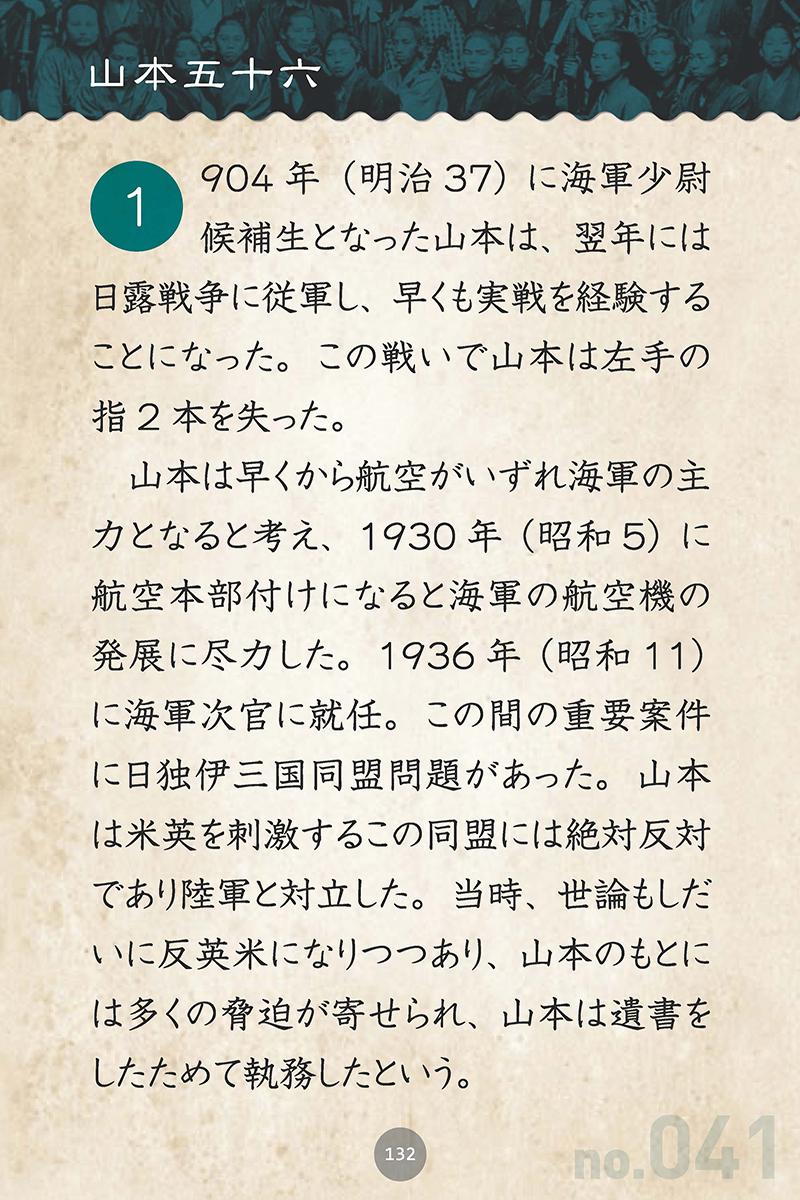 山本五十六
1904年（明治37）に海軍少尉
候補生となった山本は、翌年には
日露戦争に従軍し、早くも実戦を経験する
ことになった。この戦いで山本は左手の
指2本を失った。
　山本は早くから航空がいずれ海軍の主
力となると考え、1930年（昭和5）に
航空本部付けになると海軍の航空機の
発展に尽力した。1936年（昭和11）
に海軍次官に就任。この間の重要案件
に日独伊三国同盟問題があった。山本
は米英を刺激するこの同盟には絶対反対
であり陸軍と対立した。当時、世論もしだ
いに反英米になりつつあり、山本のもとに
は多くの脅迫が寄せられ、山本は遺書を
したためて執務したという。
132
no.041